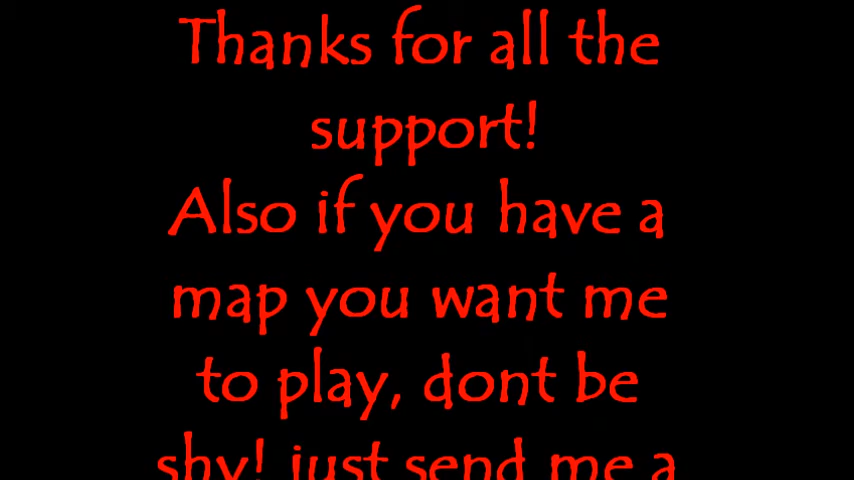 Thanks for all the
support!
Also if you have a
map you want me
to play, dont be
shy! just send me a